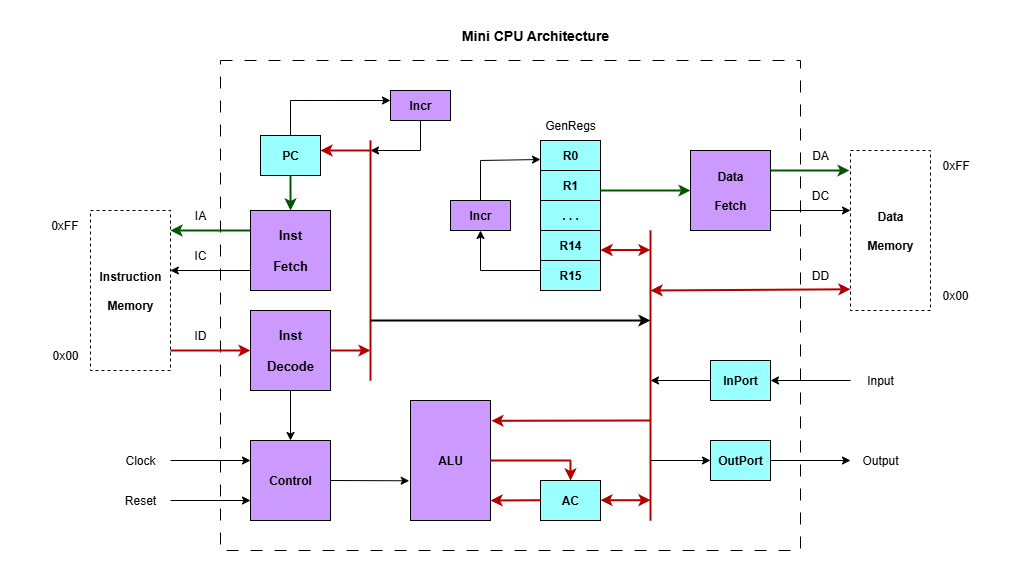 Mini CPU Architecture
Incr
GenRegs
PC
R0
R1
. . .
R14
R15
Incr
Data
Fetch
DA
DC
DD
0xFF
Data
Memory
0x00
0xFF
Instruction
Memory
0x00
IA
IC
ID
Inst
Fetch
Inst
Decode
InPort
Input
Clock
Reset
Control
ALU
AC
OutPort
Output